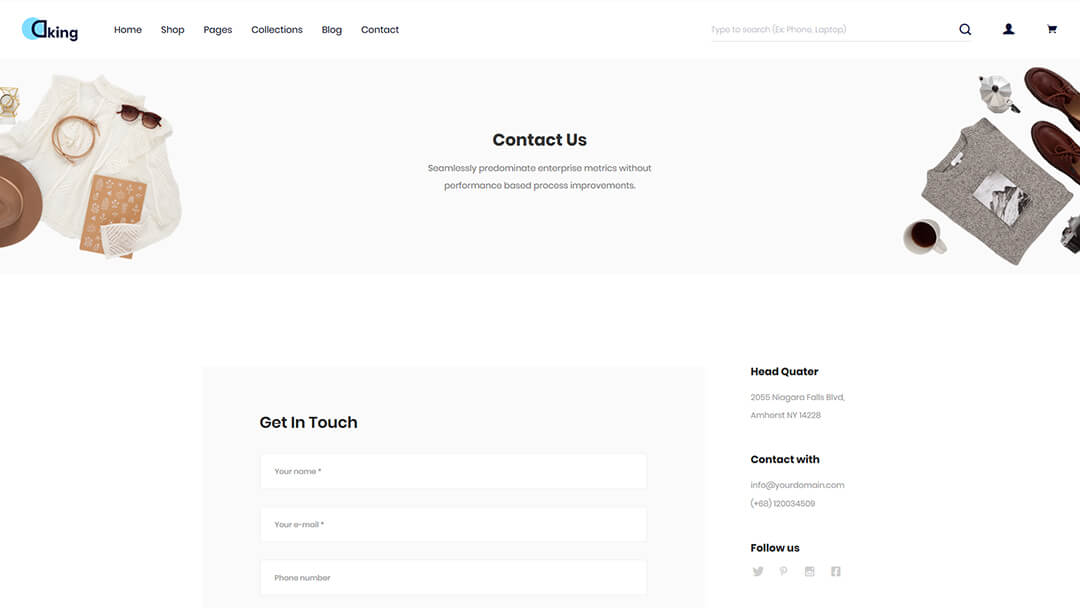 Dking
Home Shop Pages Collections Blog Contact
Type to search (Ex: Phone, Laptop)
Contact Us
Seamlessly predominate enterprise metrics without
performance based process improvements.
Get In Touch
Your name *
Your e-mail *
Phone number
Head Quater
2055 Niagara Falls Blvd,
Amherst NY 14228
Contact with
info@yourdomain.com
(+68) 120034509
Follow us